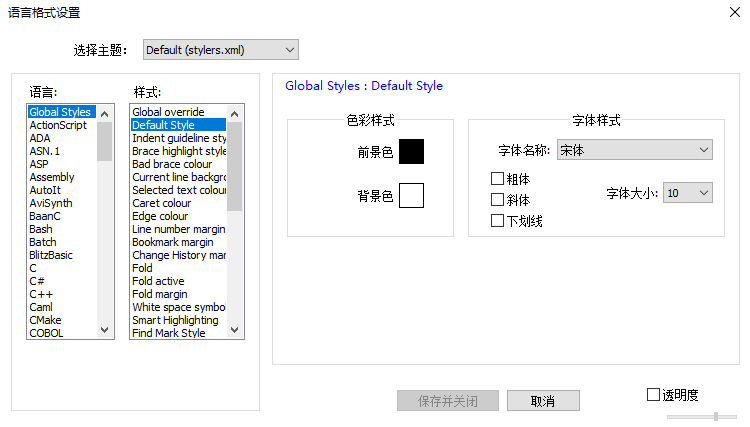 语言格式设置
选择主题: Default (stylers.xml)
语言:
Global Styles
ActionScript
ADA
ASN.1
ASP
Assembly
AutoIt
AviSynth
BaanC
Bash
Batch
BlitzBasic
C
C#
C++
Caml
CMake
COBOL
样式:
Global override
Default Style
Indent guideline sty
Brace highlight style
Bad brace colour
Current line backgro
Selected text colour
Caret colour
Edge colour
Line number margin
Bookmark margin
Change History mar
Fold
Fold active
Fold margin
White space symbo
Smart Highlighting
Find Mark Style
Global Styles : Default Style
色彩样式
前景色
背景色
字体样式
字体名称: 宋体
粗体
斜体
下划线
字体大小: 10
保存并关闭
取消
透明度